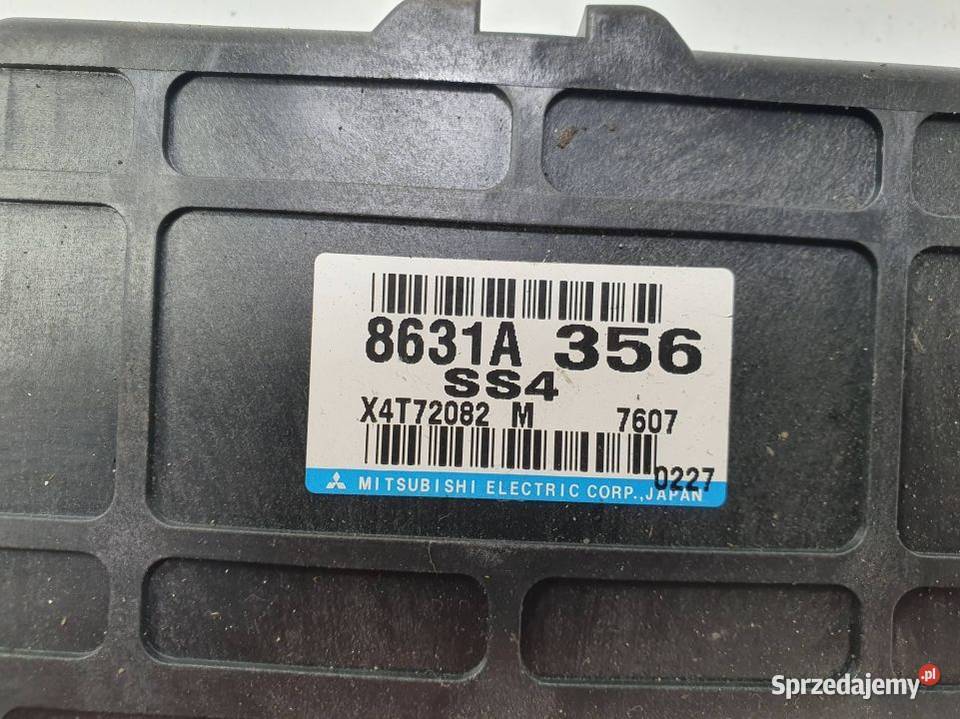 8631A 356
SS4
X4T72082 M 7607
0227
MITSUBISHI ELECTRIC CORP.,JAPAN
Sprzedajemy.pl